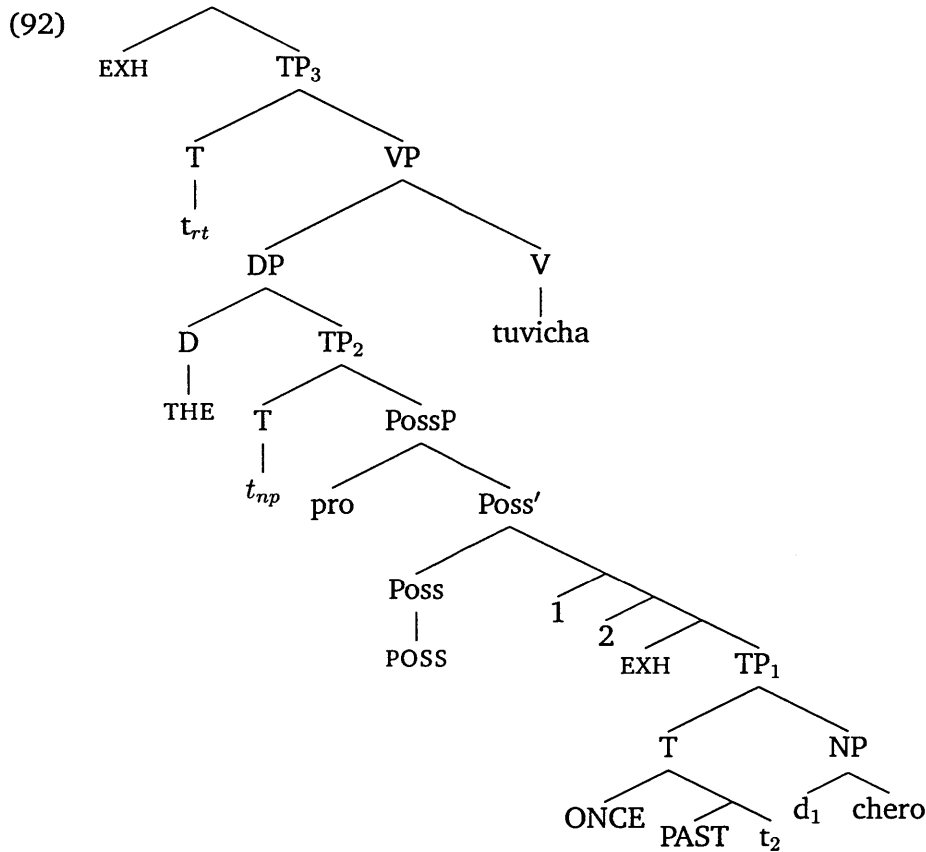 (92)
EXH TP₃
T VP
t_rt
DP V
D TP₂ tuvicha
THE T PossP
t_np pro Poss′
Poss 1
2
POSS EXH TP₁
T NP
ONCE PAST t₂ d₁ chero